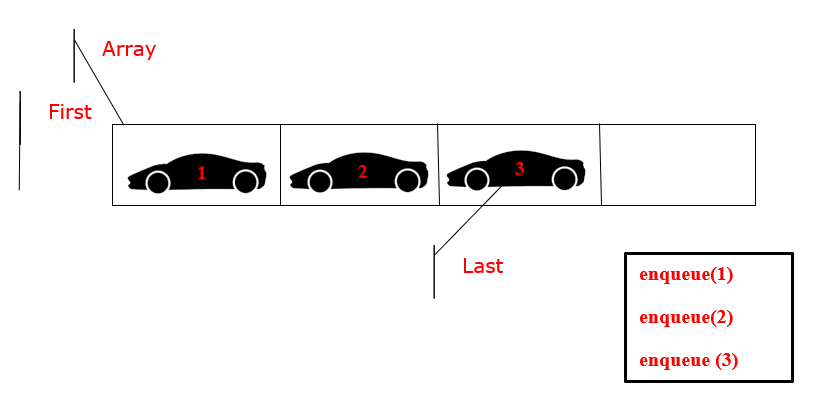 Array
First
1
2
3
Last
enqueue(1)
enqueue(2)
enqueue (3)